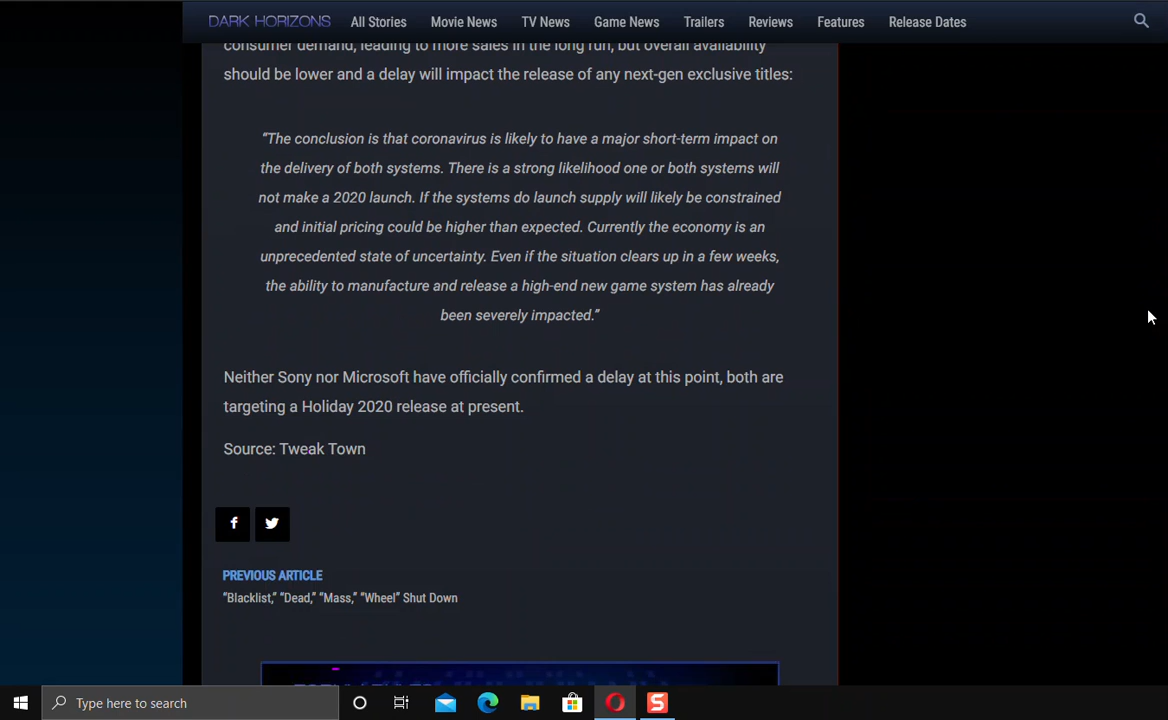 DARK HORIZONS All Stories Movie News TV News Game News Trailers Reviews Features Release Dates
consumer demand, leading to more sales in the long run, but overall availability
should be lower and a delay will impact the release of any next-gen exclusive titles:
“The conclusion is that coronavirus is likely to have a major short-term impact on
the delivery of both systems. There is a strong likelihood one or both systems will
not make a 2020 launch. If the systems do launch supply will likely be constrained
and initial pricing could be higher than expected. Currently the economy is an
unprecedented state of uncertainty. Even if the situation clears up in a few weeks,
the ability to manufacture and release a high-end new game system has already
been severely impacted.”
Neither Sony nor Microsoft have officially confirmed a delay at this point, both are
targeting a Holiday 2020 release at present.
Source: Tweak Town
PREVIOUS ARTICLE
“Blacklist,” “Dead,” “Mass,” “Wheel” Shut Down
Type here to search